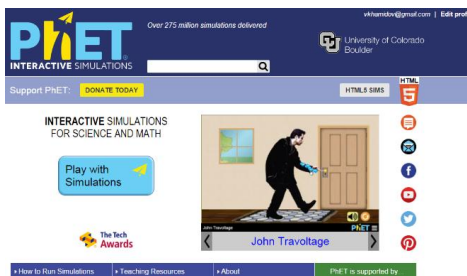 vkhamidov@gmail.com | Edit prof
Over 275 million simulations delivered
PhET
INTERACTIVE SIMULATIONS
University of Colorado
Boulder
Support PhET:
DONATE TODAY
HTML5 SIMS
HTML
5
INTERACTIVE SIMULATIONS
FOR SCIENCE AND MATH
Play with
Simulations
The Tech
Awards
John Travoltage
PhET
John Travoltage
How to Run Simulations
Teaching Resources
About
PhET is supported by